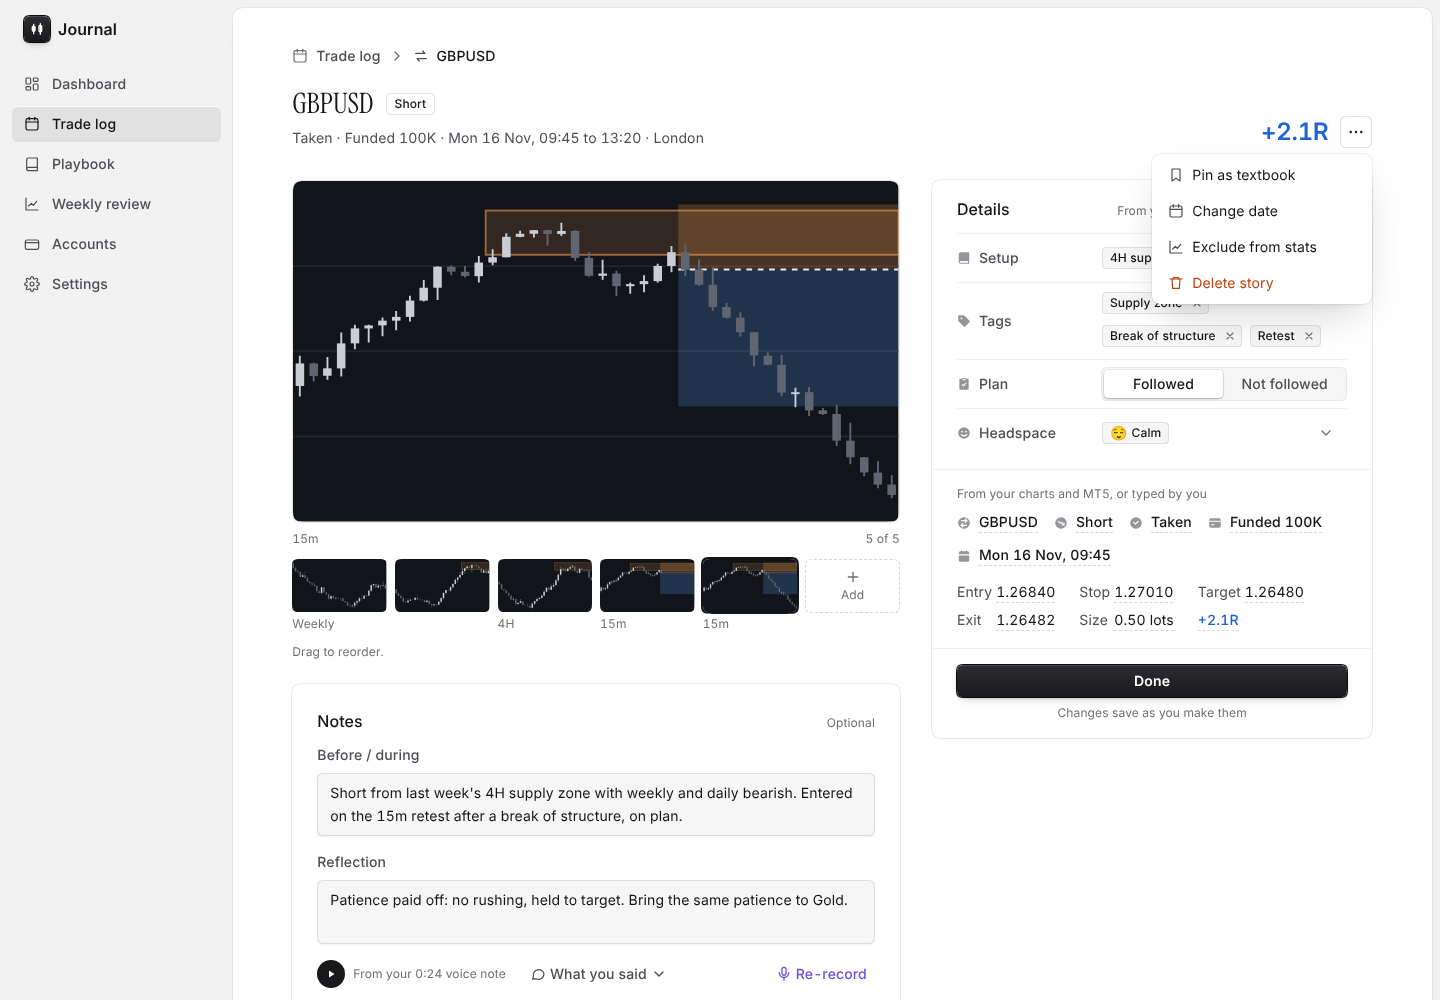 Journal
Dashboard
Trade log
Playbook
Weekly review
Accounts
Settings
Trade log > GBPUSD
GBPUSD Short
Taken · Funded 100K · Mon 16 Nov, 09:45 to 13:20 · London
+2.1R
Pin as textbook
Change date
Exclude from stats
Delete story
15m 5 of 5
Weekly
4H
15m
15m
Add
Drag to reorder.
Notes Optional
Before / during
Short from last week's 4H supply zone with weekly and daily bearish. Entered
on the 15m retest after a break of structure, on plan.
Reflection
Patience paid off: no rushing, held to target. Bring the same patience to Gold.
From your 0:24 voice note What you said Re-record
Details From
Setup 4H sup
Tags Supply zone
Break of structure Retest
Plan Followed Not followed
Headspace 😌 Calm
From your charts and MT5, or typed by you
GBPUSD Short Taken Funded 100K
Mon 16 Nov, 09:45
Entry 1.26840 Stop 1.27010 Target 1.26480
Exit 1.26482 Size 0.50 lots +2.1R
Done
Changes save as you make them